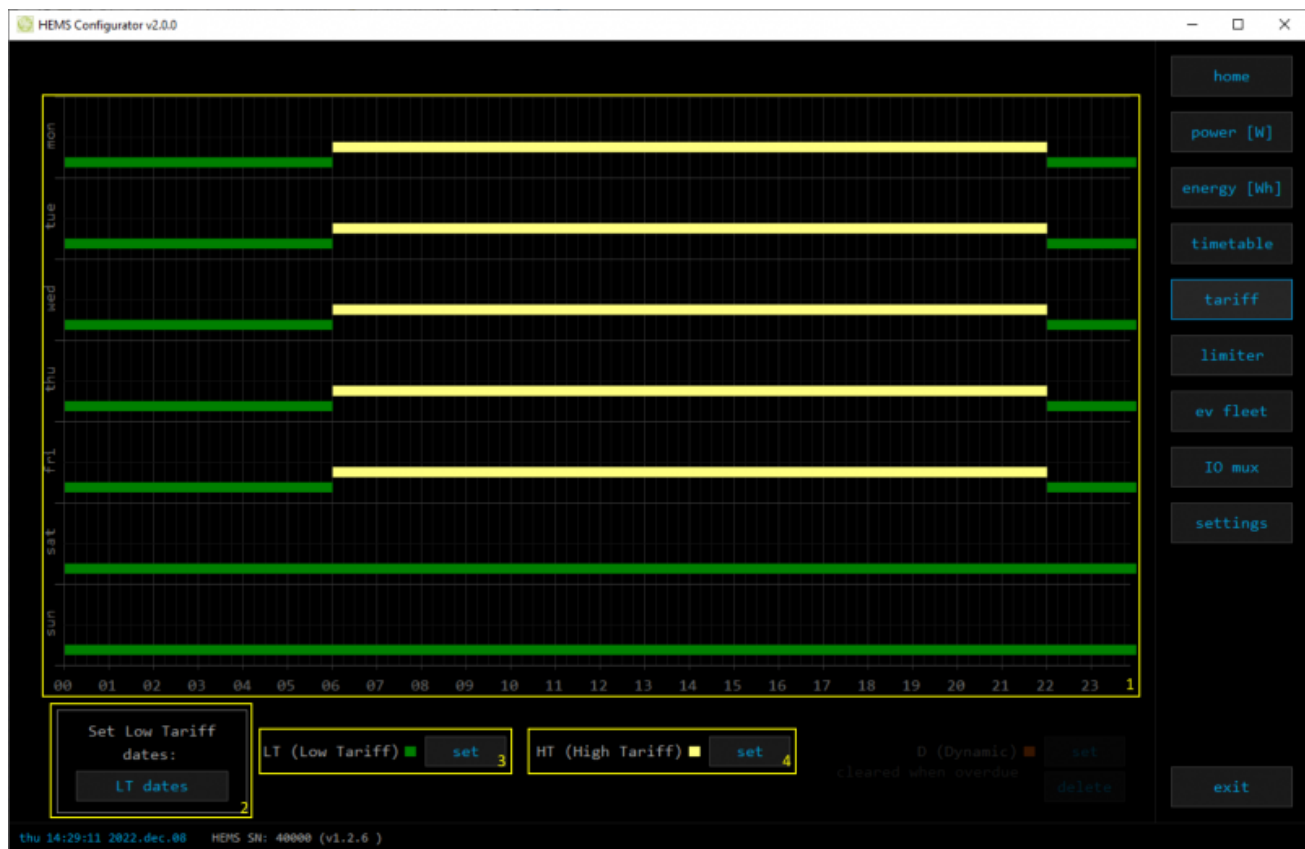 HEMS Configurator v2.0.0
home
power [W]
energy [Wh]
timetable
tariff
limiter
ev fleet
IO mux
settings
exit
mon
tue
wed
thu
fri
sat
sun
00 01 02 03 04 05 06 07 08 09 10 11 12 13 14 15 16 17 18 19 20 21 22 23 1
Set Low Tariff
dates:
LT dates
2
LT (Low Tariff) set 3
HT (High Tariff) set 4
D (Dynamic) set
cleared when overdue
delete
thu 14:29:11 2022.dec.08 HEMS SN: 40000 (v1.2.6 )